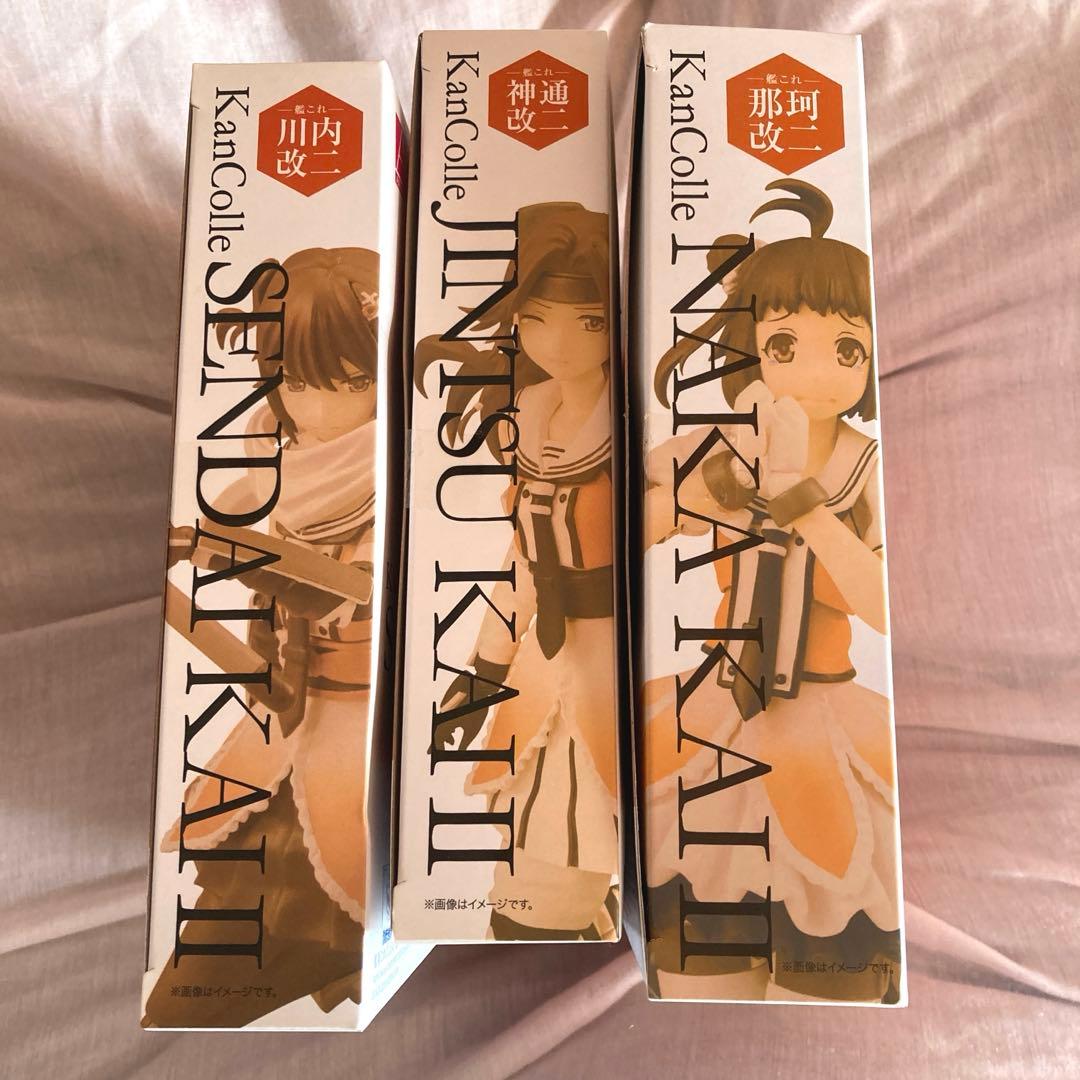 艦これ
川内
改二
KanColle SENDAI KAI II
※画像はイメージです。
艦これ
神通
改二
KanColle JINTSU KAI II
※画像はイメージです。
艦これ
那珂
改二
KanColle NAKA KAI II
※画像はイメージです。